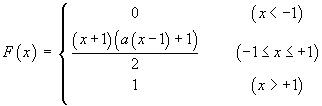 0 (x < −1)
F(x) = { (x+1)(a(x−1)+1) / 2 (−1 ≤ x ≤ +1)
1 (x > +1)